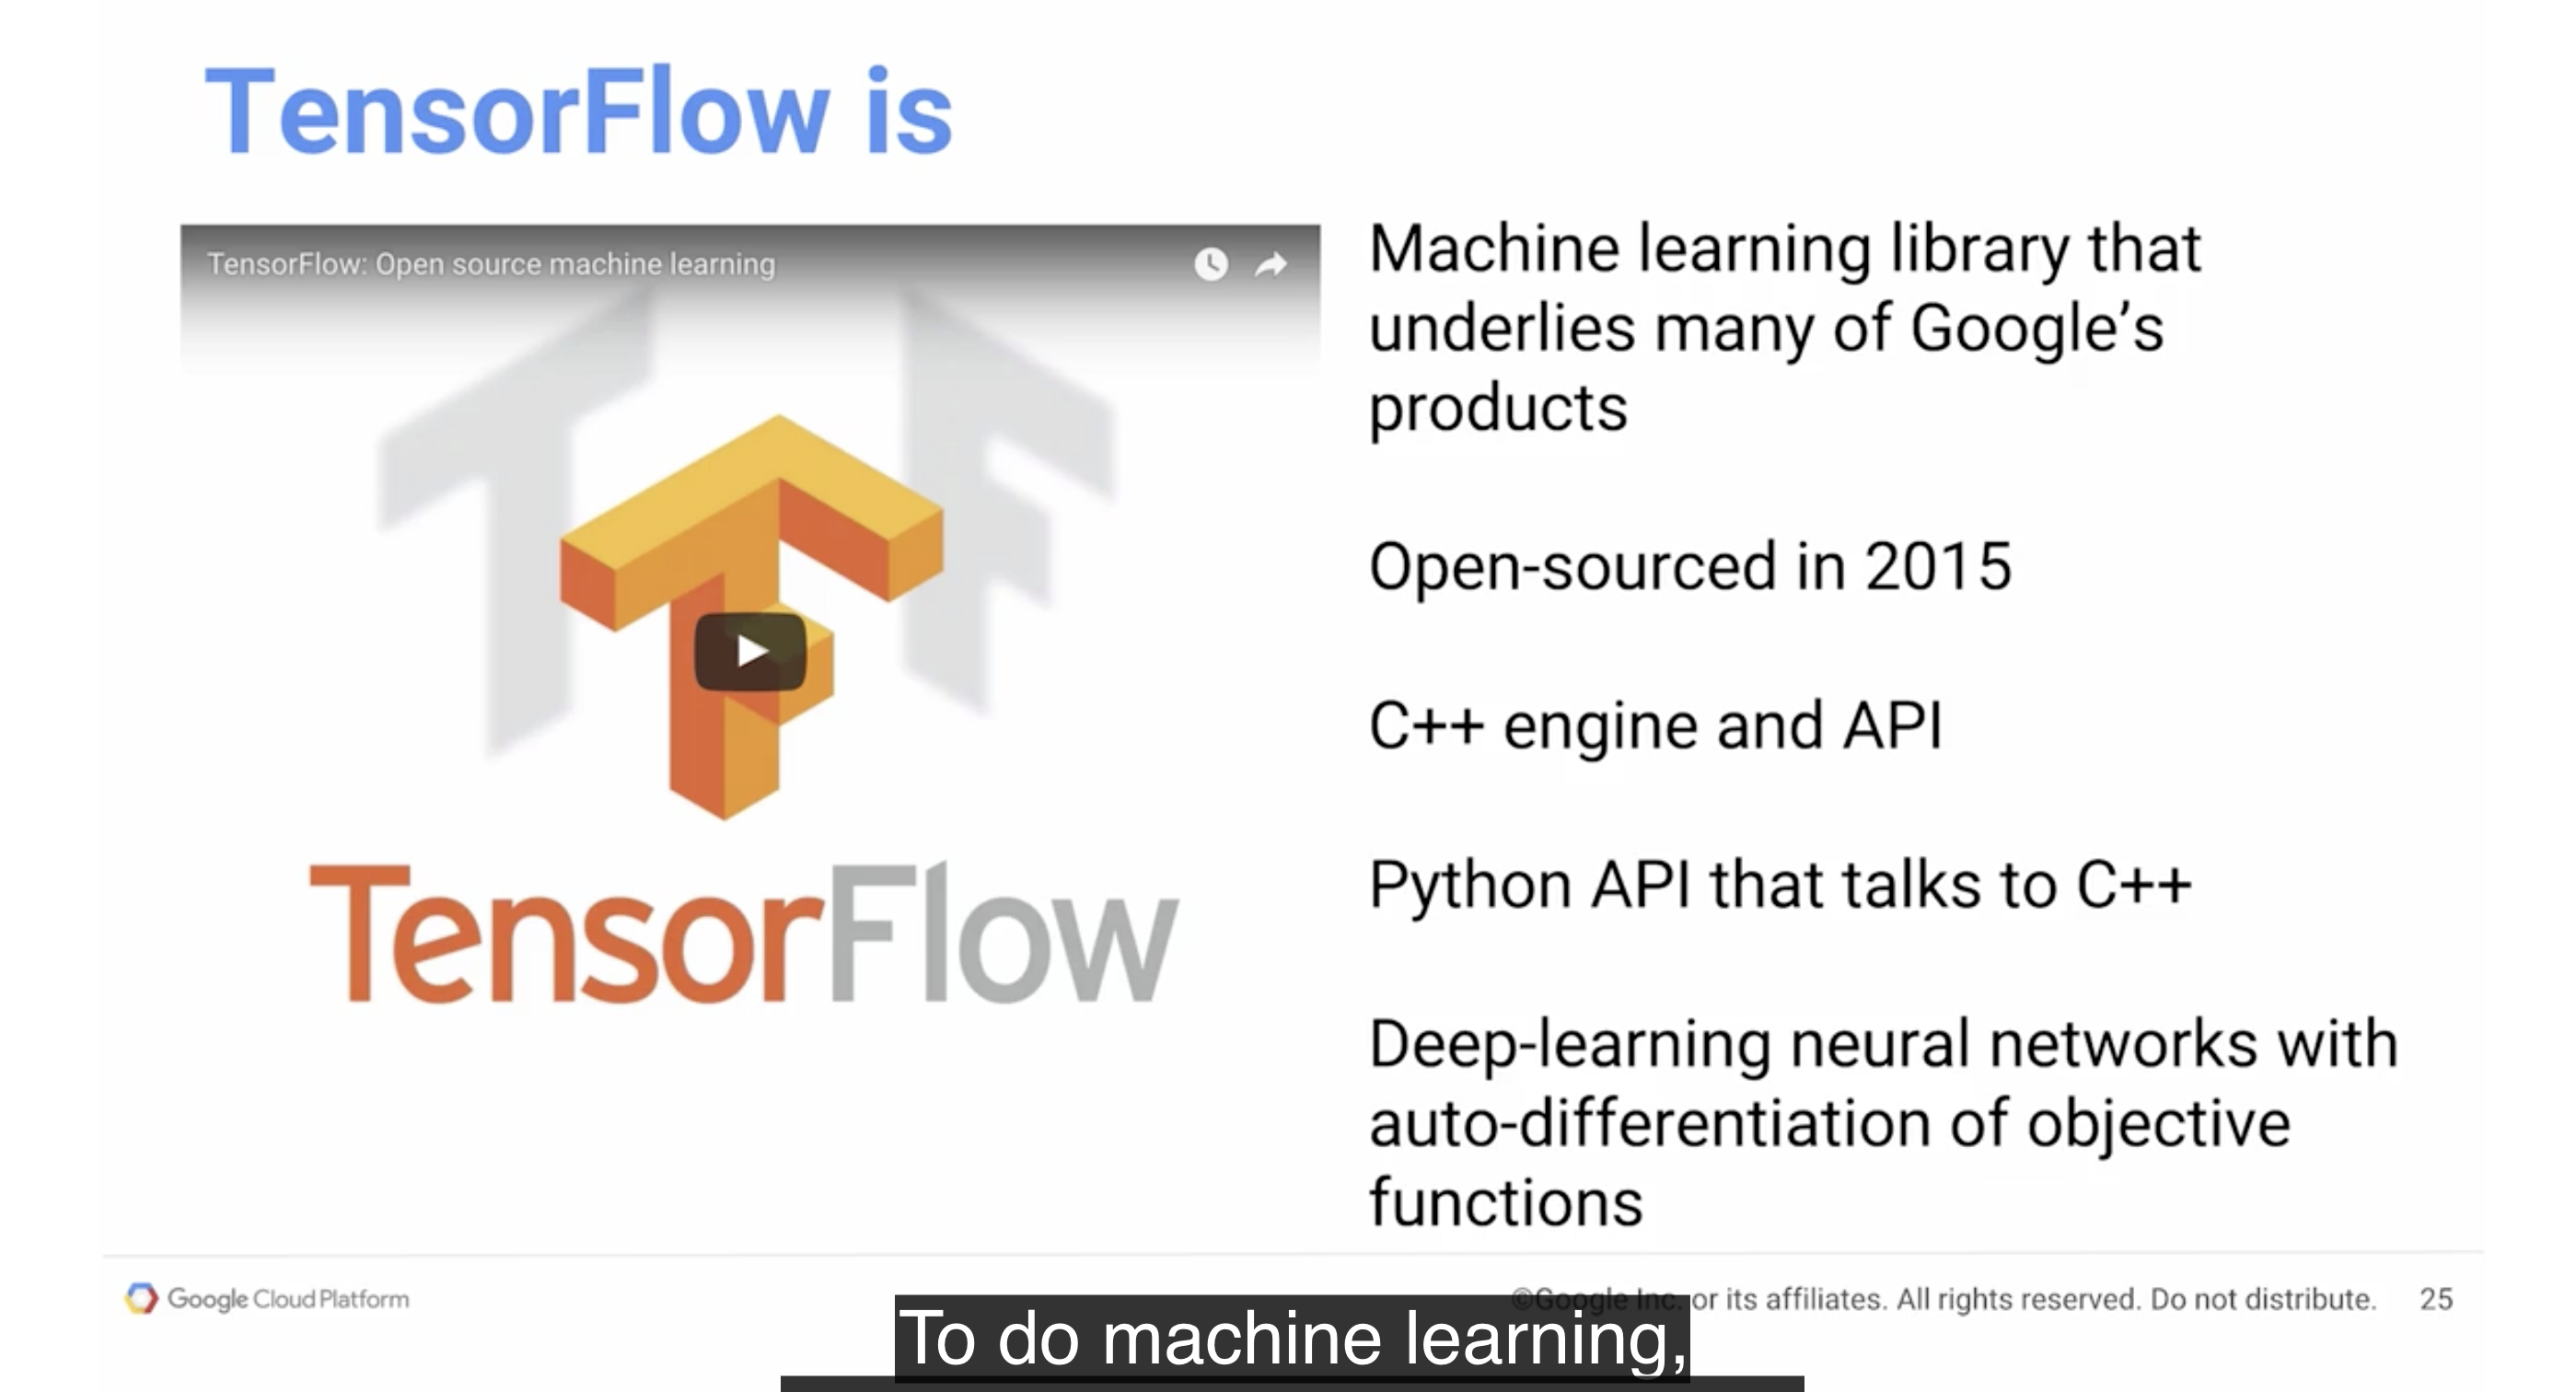 TensorFlow is
TensorFlow: Open source machine learning
TensorFlow
Machine learning library that
underlies many of Google’s
products
Open-sourced in 2015
C++ engine and API
Python API that talks to C++
Deep-learning neural networks with
auto-differentiation of objective
functions
Google Cloud Platform
©Google Inc. or its affiliates. All rights reserved. Do not distribute. 25
To do machine learning,